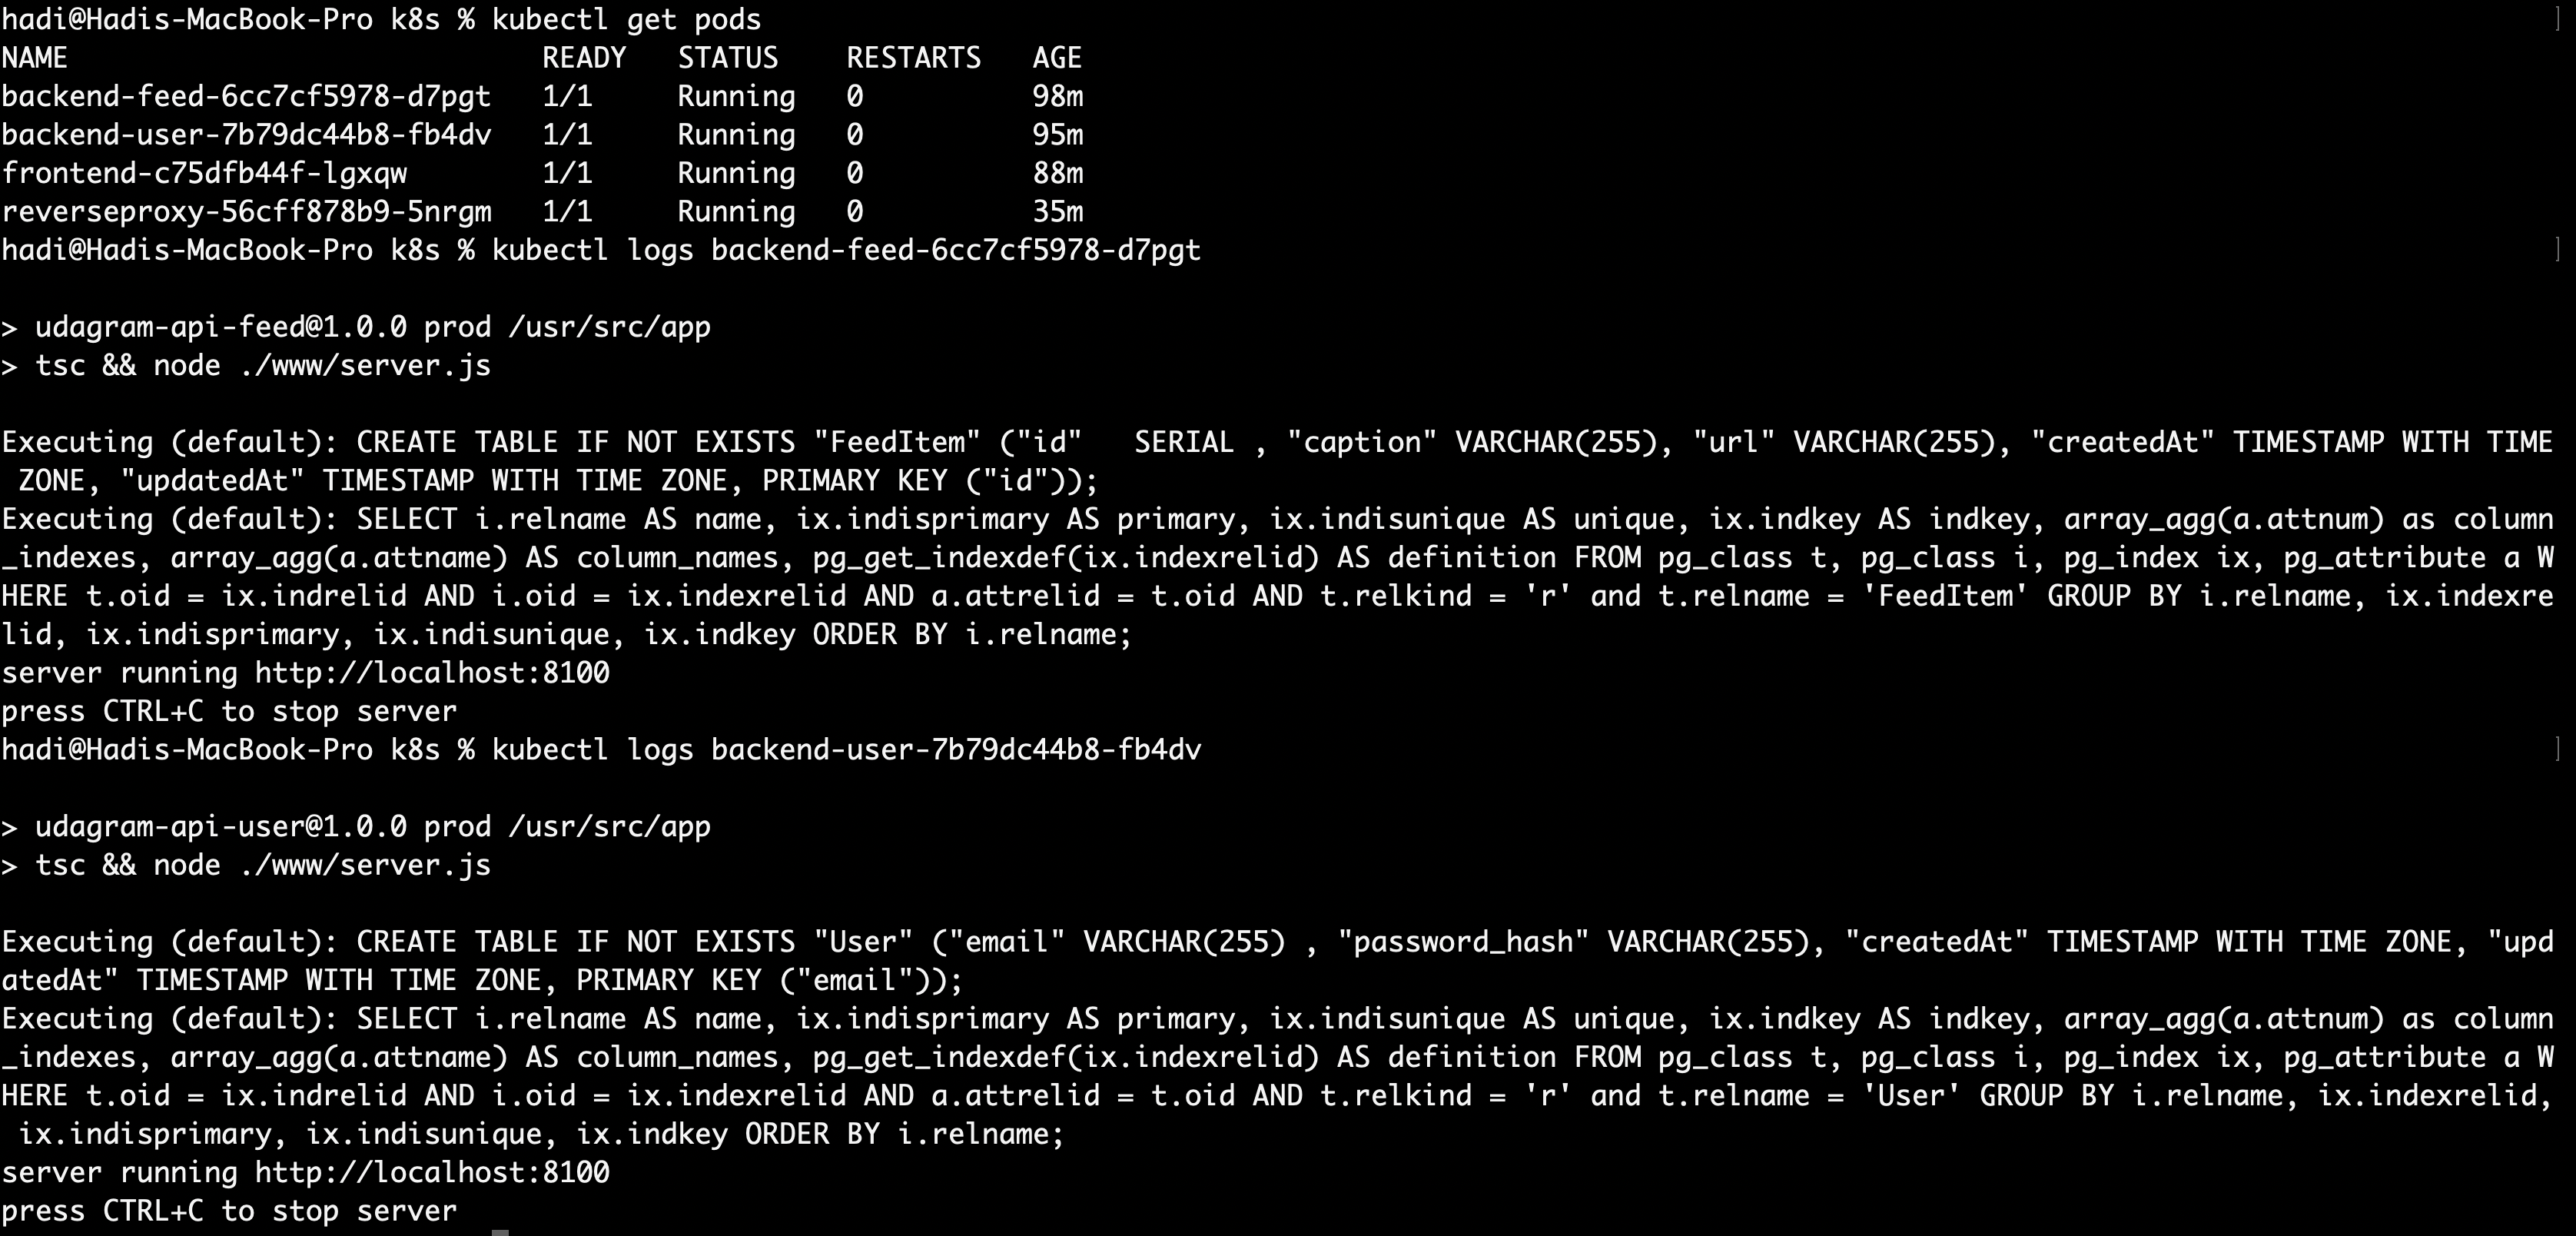 hadi@Hadis-MacBook-Pro k8s % kubectl get pods ]
NAME                            READY   STATUS    RESTARTS   AGE
backend-feed-6cc7cf5978-d7pgt   1/1     Running   0          98m
backend-user-7b79dc44b8-fb4dv   1/1     Running   0          95m
frontend-c75dfb44f-lgxqw        1/1     Running   0          88m
reverseproxy-56cff878b9-5nrgm   1/1     Running   0          35m
hadi@Hadis-MacBook-Pro k8s % kubectl logs backend-feed-6cc7cf5978-d7pgt ]
> udagram-api-feed@1.0.0 prod /usr/src/app
> tsc && node ./www/server.js
Executing (default): CREATE TABLE IF NOT EXISTS "FeedItem" ("id"   SERIAL , "caption" VARCHAR(255), "url" VARCHAR(255), "createdAt" TIMESTAMP WITH TIME
 ZONE, "updatedAt" TIMESTAMP WITH TIME ZONE, PRIMARY KEY ("id"));
Executing (default): SELECT i.relname AS name, ix.indisprimary AS primary, ix.indisunique AS unique, ix.indkey AS indkey, array_agg(a.attnum) as column
_indexes, array_agg(a.attname) AS column_names, pg_get_indexdef(ix.indexrelid) AS definition FROM pg_class t, pg_class i, pg_index ix, pg_attribute a W
HERE t.oid = ix.indrelid AND i.oid = ix.indexrelid AND a.attrelid = t.oid AND t.relkind = 'r' and t.relname = 'FeedItem' GROUP BY i.relname, ix.indexre
lid, ix.indisprimary, ix.indisunique, ix.indkey ORDER BY i.relname;
server running http://localhost:8100
press CTRL+C to stop server
hadi@Hadis-MacBook-Pro k8s % kubectl logs backend-user-7b79dc44b8-fb4dv ]
> udagram-api-user@1.0.0 prod /usr/src/app
> tsc && node ./www/server.js
Executing (default): CREATE TABLE IF NOT EXISTS "User" ("email" VARCHAR(255) , "password_hash" VARCHAR(255), "createdAt" TIMESTAMP WITH TIME ZONE, "upd
atedAt" TIMESTAMP WITH TIME ZONE, PRIMARY KEY ("email"));
Executing (default): SELECT i.relname AS name, ix.indisprimary AS primary, ix.indisunique AS unique, ix.indkey AS indkey, array_agg(a.attnum) as column
_indexes, array_agg(a.attname) AS column_names, pg_get_indexdef(ix.indexrelid) AS definition FROM pg_class t, pg_class i, pg_index ix, pg_attribute a W
HERE t.oid = ix.indrelid AND i.oid = ix.indexrelid AND a.attrelid = t.oid AND t.relkind = 'r' and t.relname = 'User' GROUP BY i.relname, ix.indexrelid,
 ix.indisprimary, ix.indisunique, ix.indkey ORDER BY i.relname;
server running http://localhost:8100
press CTRL+C to stop server